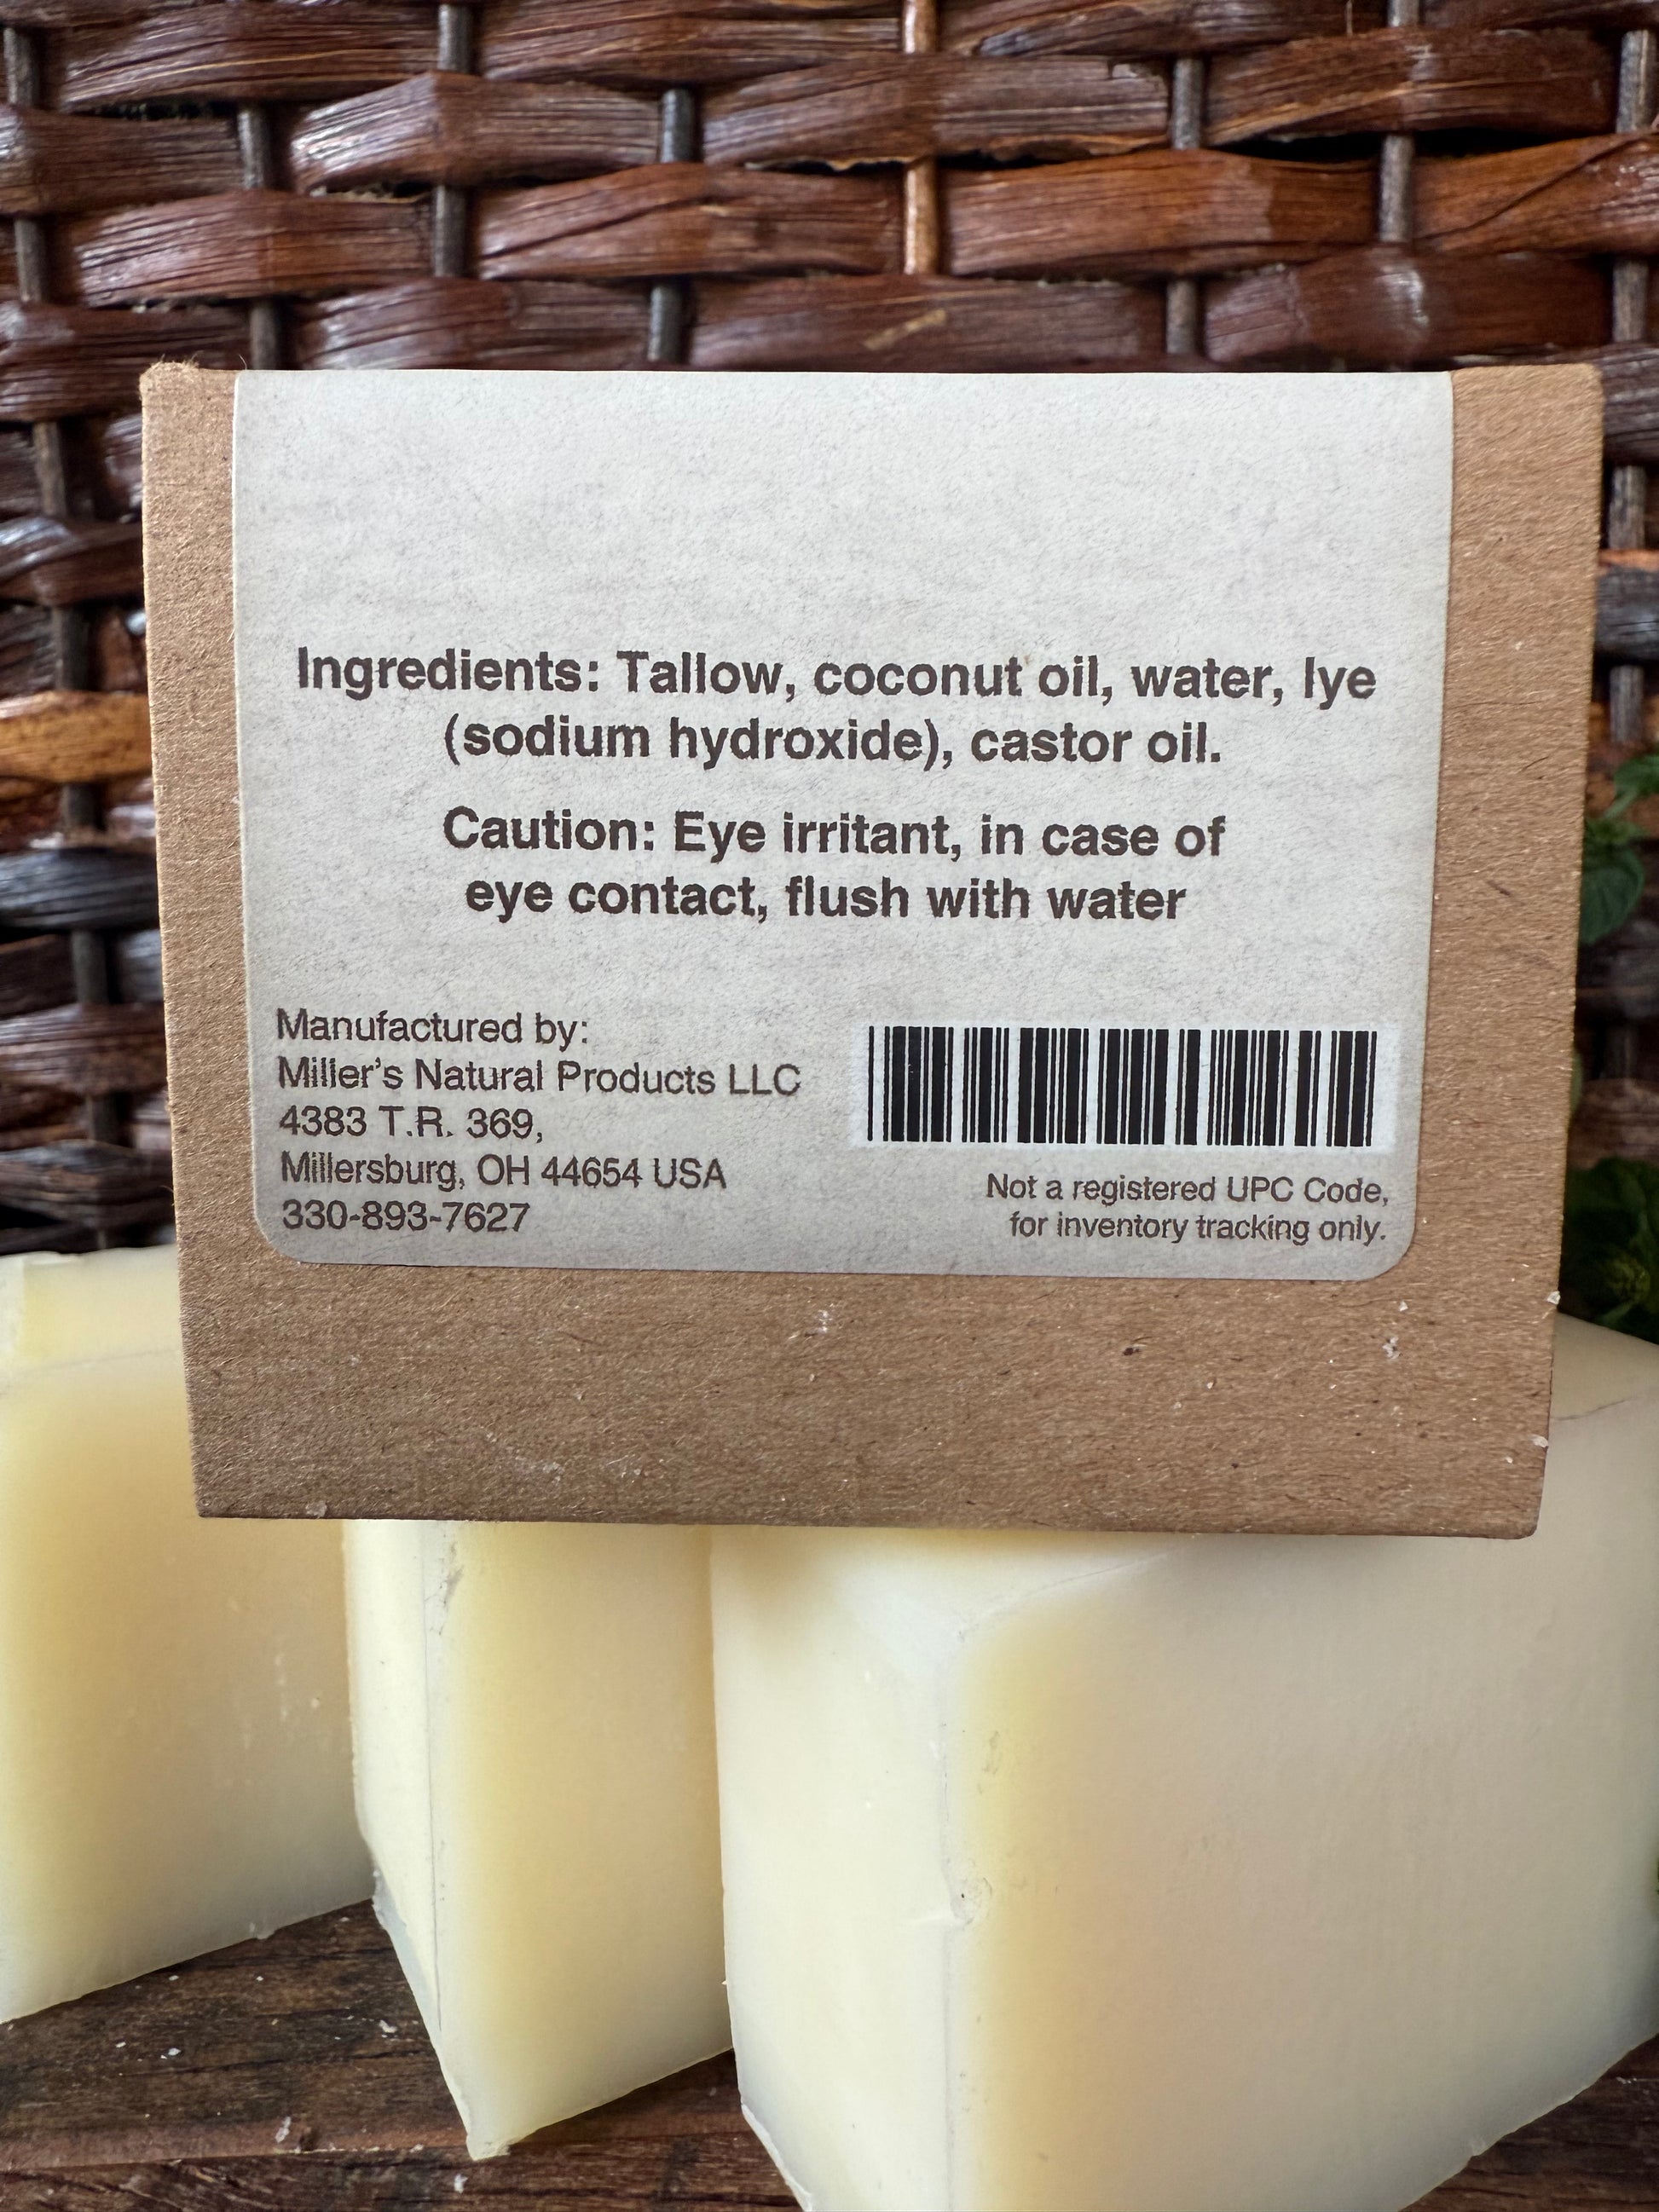 Ingredients: Tallow, coconut oil, water, lye
(sodium hydroxide), castor oil.
Caution: Eye irritant, in case of
eye contact, flush with water
Manufactured by:
Miller's Natural Products LLC
4383 T.R. 369,
Millersburg, OH 44654 USA
330-893-7627
Not a registered UPC Code,
for inventory tracking only.